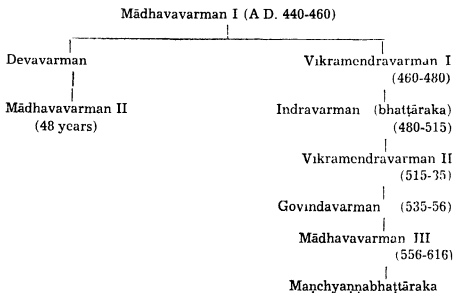 Mādhavavarman I (A D. 440-460)
Devavarman Vikramendravarman I
(460-480)
Mādhavavarman II Indravarman (bhaṭṭāraka)
(48 years) (480-515)
Vikramendravarman II
(515-35)
Govindavarman (535-56)
Mādhavavarman III
(556-616)
Maṇchyaṇṇabhaṭṭāraka